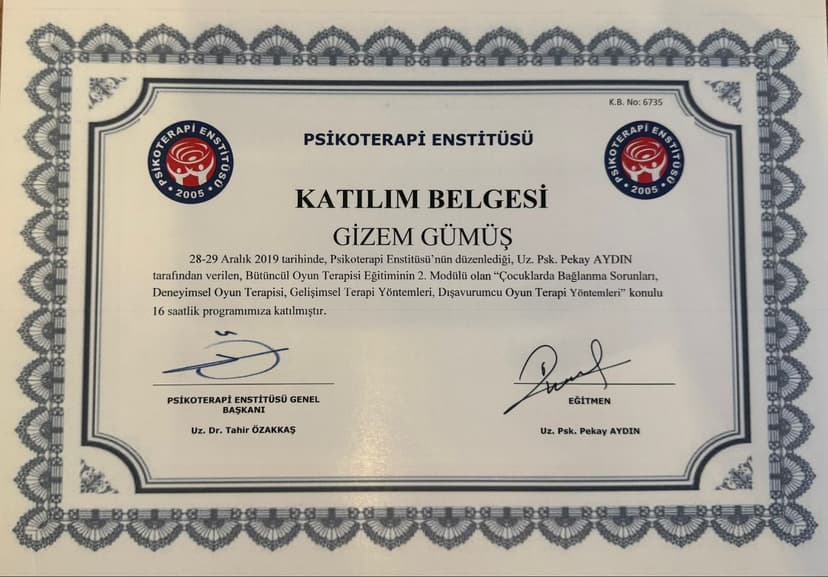 K.B. No: 6735
PSİKOTERAPİ ENSTİTÜSÜ
PSİKOTERAPİ ENSTİTÜSÜ
• 2005 •
PSİKOTERAPİ ENSTİTÜSÜ
• 2005 •
KATILIM BELGESİ
GİZEM GÜMÜŞ
28-29 Aralık 2019 tarihinde, Psikoterapi Enstitüsü'nün düzenlediği, Uz. Psk. Pekay AYDIN
tarafından verilen, Bütüncül Oyun Terapisi Eğitiminin 2. Modülü olan "Çocuklarda Bağlanma Sorunları,
Deneyimsel Oyun Terapisi, Gelişimsel Terapi Yöntemleri, Dışavurumcu Oyun Terapi Yöntemleri" konulu
16 saatlik programımıza katılmıştır.
PSİKOTERAPİ ENSTİTÜSÜ GENEL
BAŞKANI
Uz. Dr. Tahir ÖZAKKAŞ
EĞİTMEN
Uz. Psk. Pekay AYDIN